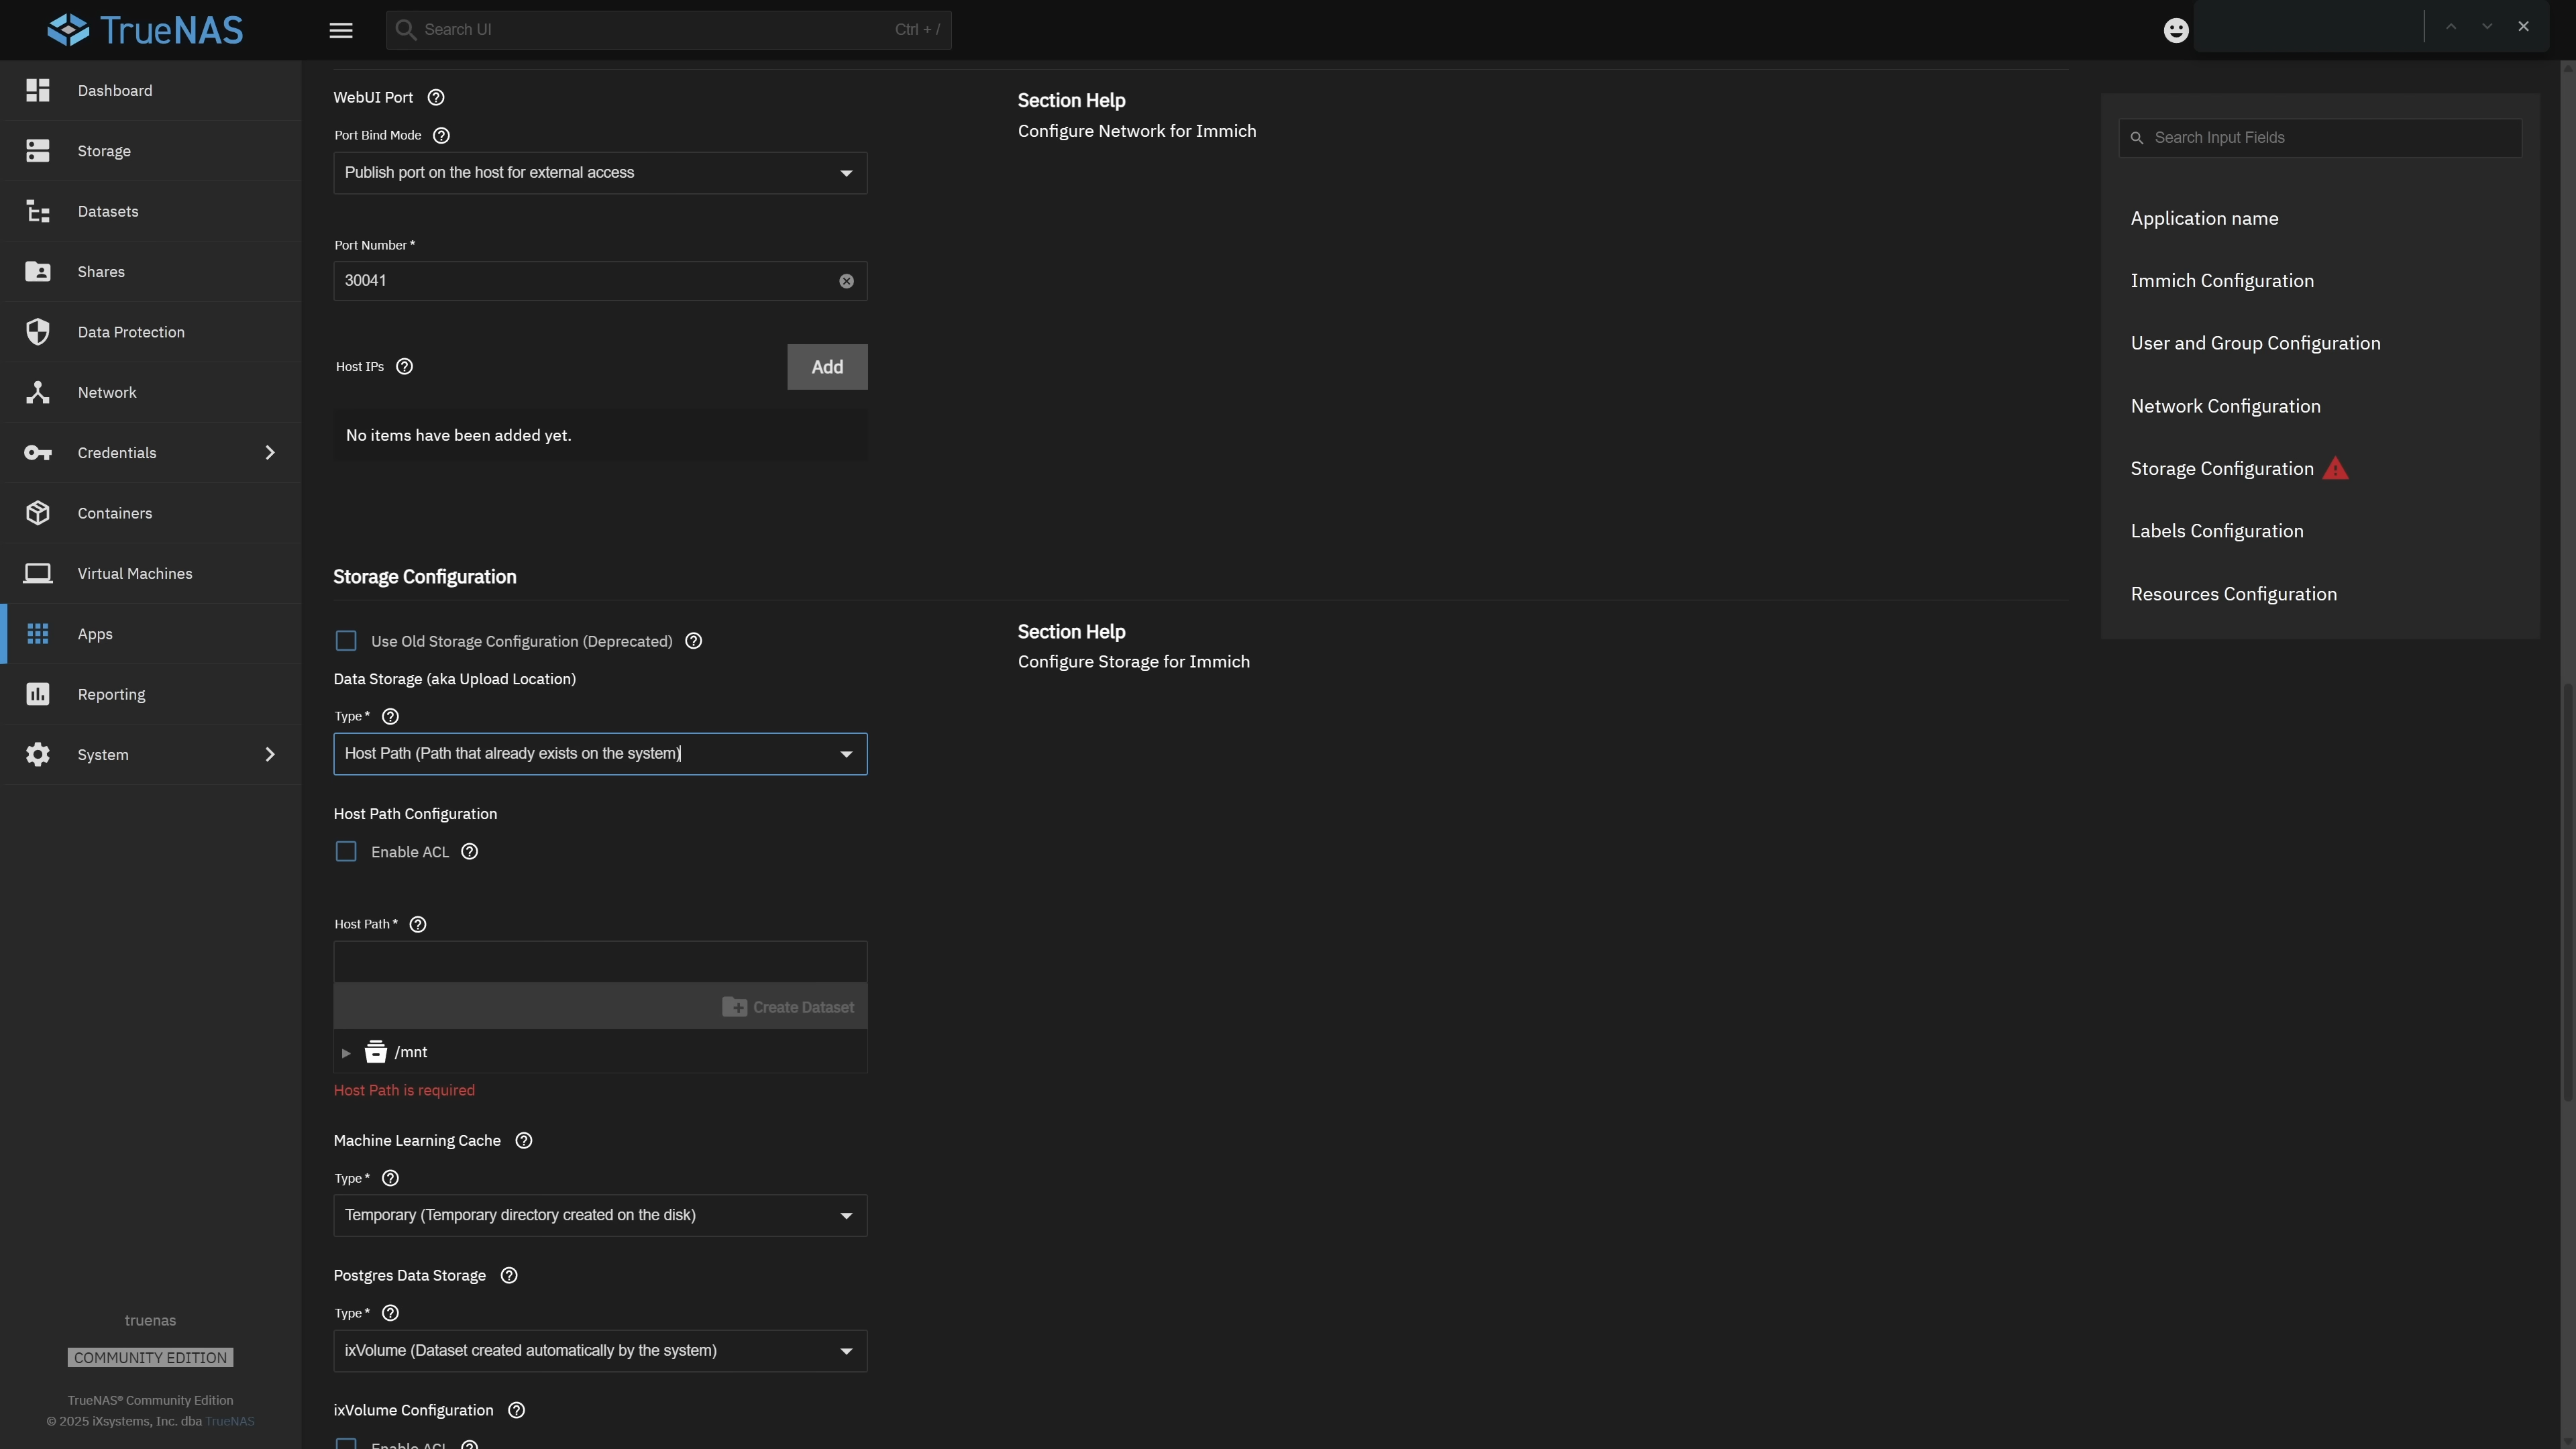 TrueNAS
Search UI
Ctrl + /
Dashboard
Storage
Datasets
Shares
Data Protection
Network
Credentials
Containers
Virtual Machines
Apps
Reporting
System
truenas
COMMUNITY EDITION
TrueNAS® Community Edition
© 2025 iXsystems, Inc. dba TrueNAS
WebUI Port
Port Bind Mode
Publish port on the host for external access
Port Number *
30041
Host IPs
Add
No items have been added yet.
Section Help
Configure Network for Immich
Storage Configuration
Use Old Storage Configuration (Deprecated)
Data Storage (aka Upload Location)
Type *
Host Path (Path that already exists on the system)
Host Path Configuration
Enable ACL
Host Path *
Create Dataset
/mnt
Host Path is required
Machine Learning Cache
Type *
Temporary (Temporary directory created on the disk)
Postgres Data Storage
Type *
ixVolume (Dataset created automatically by the system)
ixVolume Configuration
Enable ACL
Section Help
Configure Storage for Immich
Search Input Fields
Application name
Immich Configuration
User and Group Configuration
Network Configuration
Storage Configuration
Labels Configuration
Resources Configuration